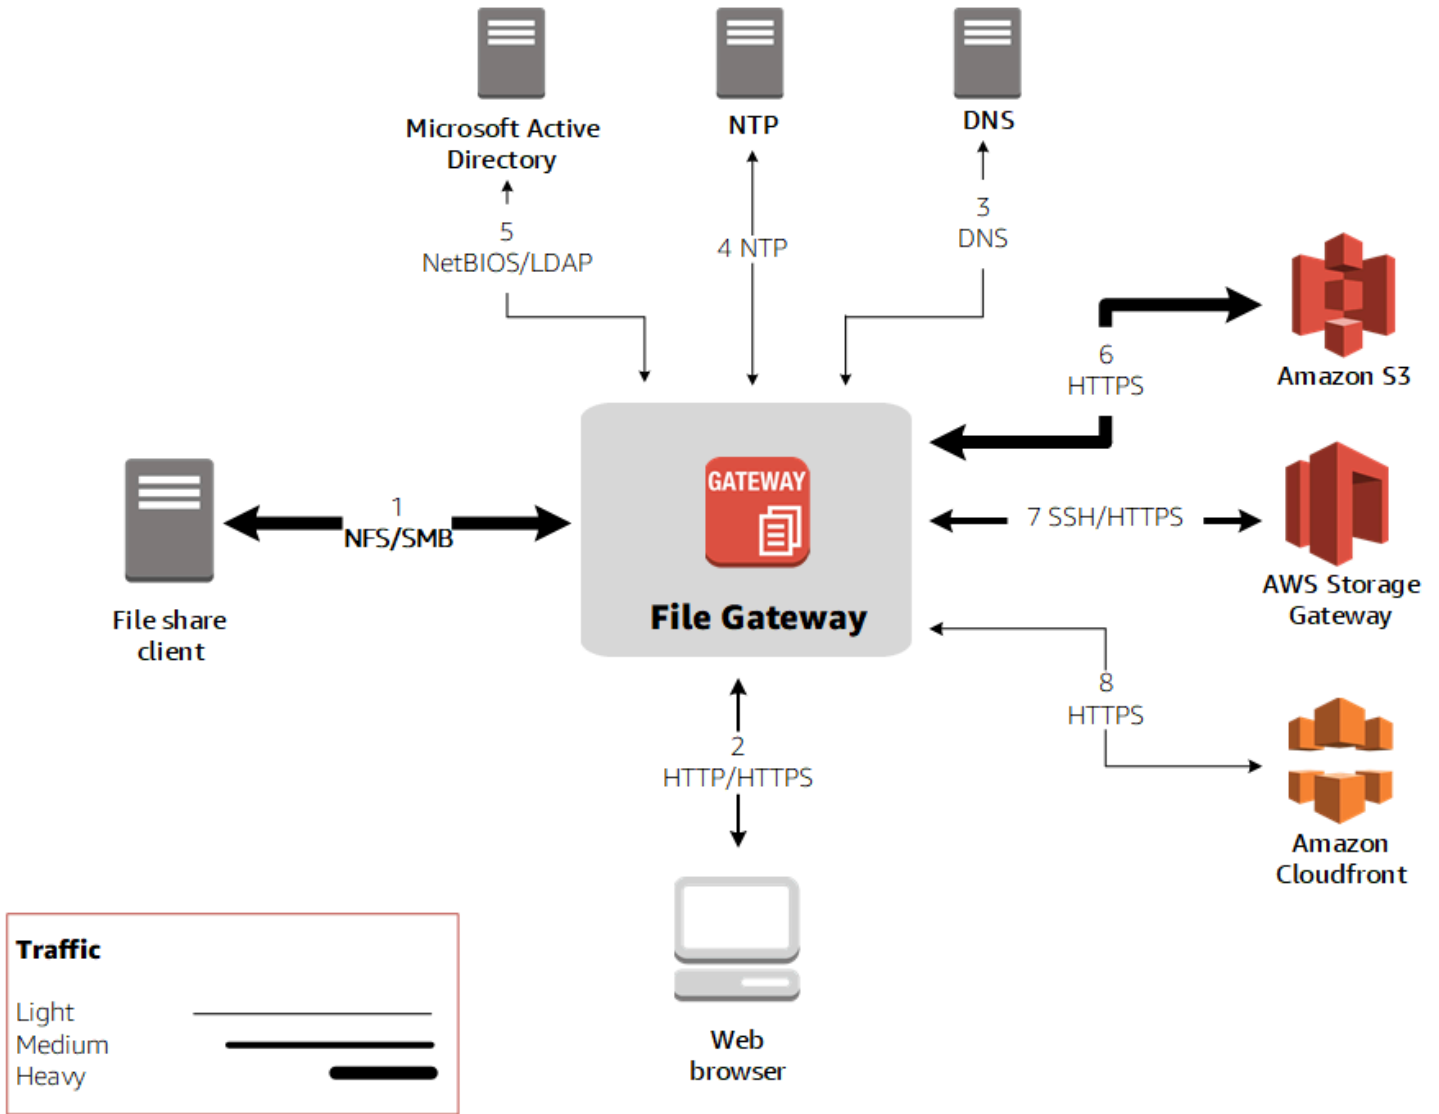 Microsoft Active
Directory
NTP
DNS
5
NetBIOS/LDAP
4 NTP
3
DNS
6
HTTPS
Amazon S3
GATEWAY
File Gateway
1
NFS/SMB
File share
client
7 SSH/HTTPS
AWS Storage
Gateway
8
HTTPS
Amazon
Cloudfront
2
HTTP/HTTPS
Web
browser
Traffic
Light
Medium
Heavy